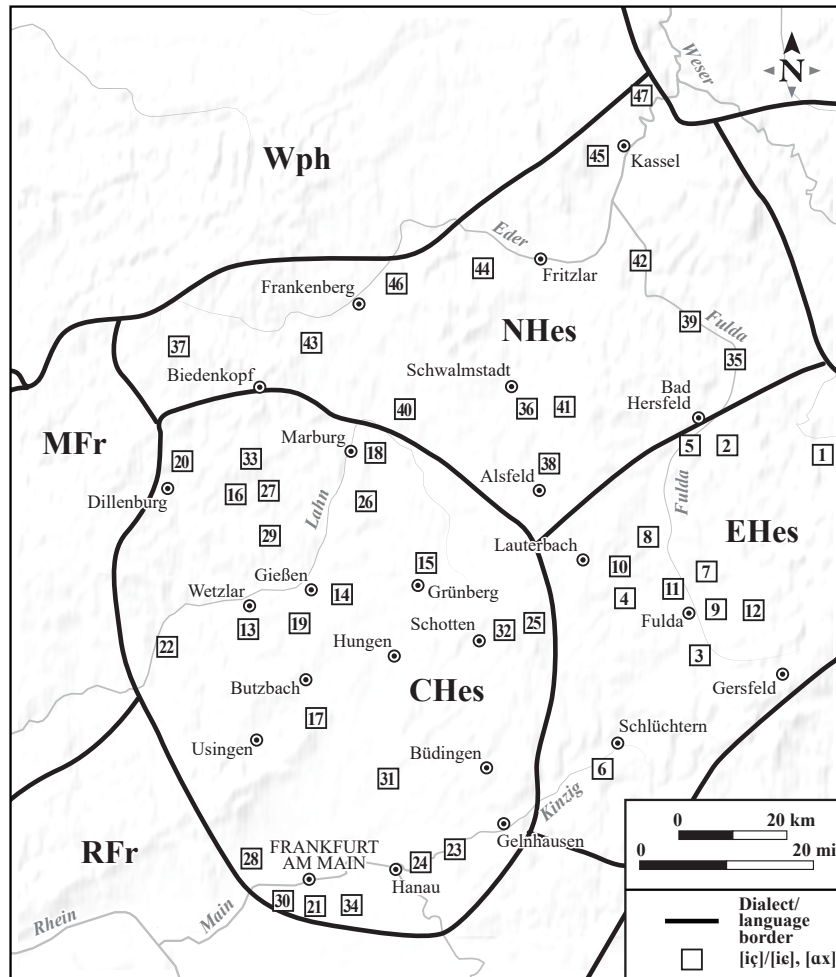 Weser
N
47
Wph
45
Kassel
Eder
44
Fritzlar
42
46
Frankenberg
NHes
39
Fulda
37
43
35
Schwalmstadt
Biedenkopf
Bad
Hersfeld
36
41
40
MFr
Marburg
18
5
2
1
20
33
38
Alsfeld
Dillenburg
16
27
26
Lahn
Fulda
EHes
29
8
Lauterbach
15
10
7
Gießen
14
Grünberg
11
Wetzlar
4
9
12
Fulda
13
19
Schotten
32
25
22
Hungen
3
Gersfeld
Butzbach
CHes
17
Schlüchtern
Usingen
Büdingen
6
31
Kinzig
0
20 km
RFr
Gelnhausen
FRANKFURT
AM MAIN
28
24
23
0
20 mi
Hanau
30
21
34
Main
Rhein
Dialect/
language
border
[iç]/[iɕ], [ɑx]